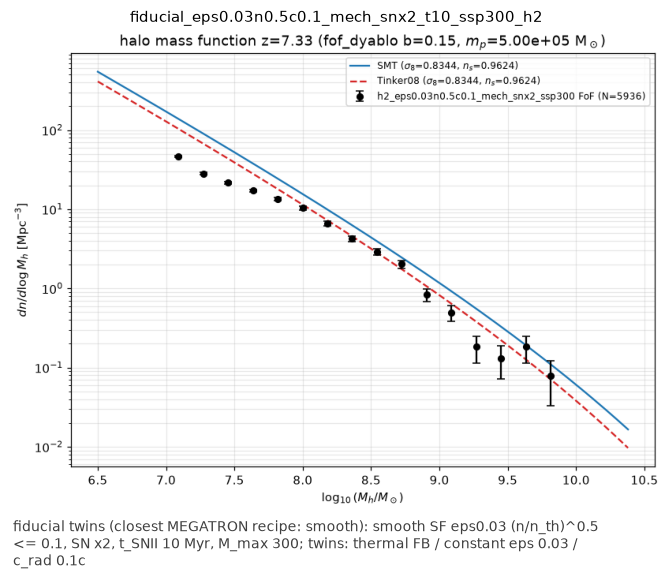 fiducial_eps0.03n0.5c0.1_mech_snx2_t10_ssp300_h2
halo mass function z=7.33 (fof_dyablo b=0.15, m_p=5.00e+05 M_⊙)
SMT (σ_8=0.8344, n_s=0.9624)
Tinker08 (σ_8=0.8344, n_s=0.9624)
h2_eps0.03n0.5c0.1_mech_snx2_ssp300 FoF (N=5936)
dn/dlog M_h [Mpc^{-3}]
10^2
10^1
10^0
10^{-1}
10^{-2}
6.5 7.0 7.5 8.0 8.5 9.0 9.5 10.0 10.5
log_{10}(M_h/M_⊙)
fiducial twins (closest MEGATRON recipe: smooth): smooth SF eps0.03 (n/n_th)^0.5
<= 0.1, SN x2, t_SNII 10 Myr, M_max 300; twins: thermal FB / constant eps 0.03 /
c_rad 0.1c